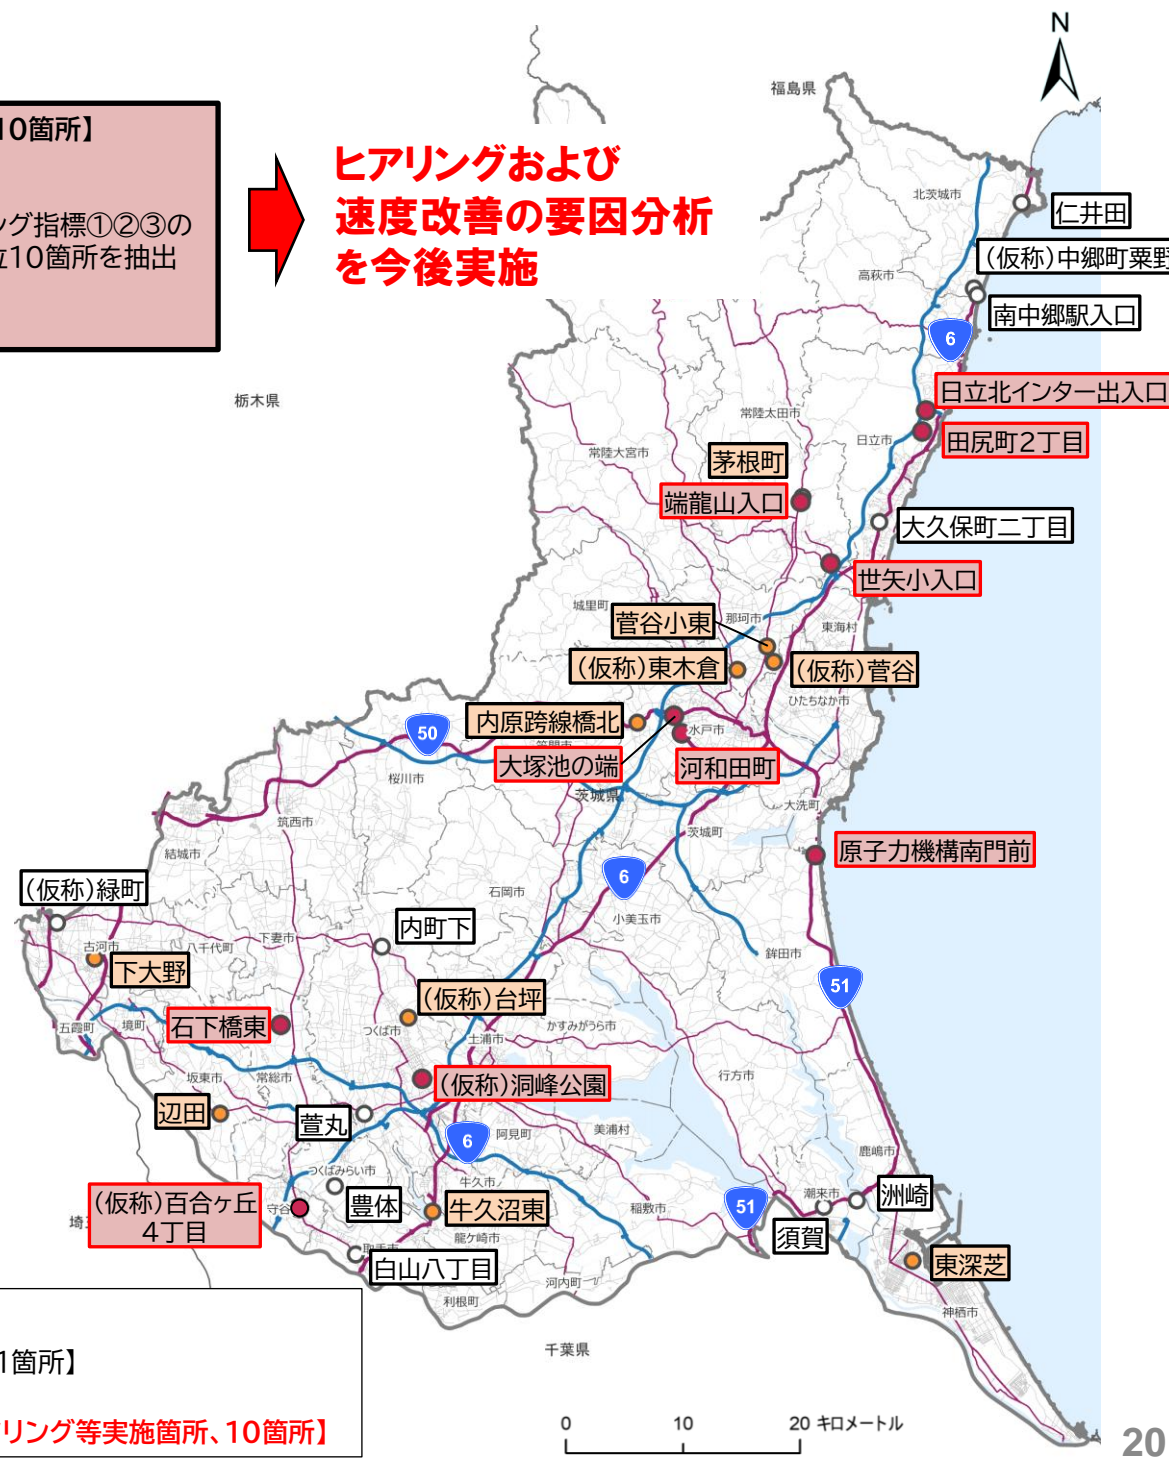 N
福島県
10箇所】
ング指標①②③の
位10箇所を抽出
ヒアリングおよび
速度改善の要因分析
を今後実施
北茨城市
仁井田
(仮称)中郷町粟野
高萩市
南中郷駅入口
6
日立北インター出入口
栃木県
常陸太田市
日立市
田尻町2丁目
常陸大宮市
茅根町
端龍山入口
大久保町二丁目
世矢小入口
城里町
菅谷小東
那珂市
東海村
(仮称)東木倉
(仮称)菅谷
ひたちなか市
内原跨線橋北
50
水戸市
笠間市
大塚池の端
河和田町
桜川市
茨城県
大洗町
筑西市
茨城町
結城市
原子力機構南門前
6
(仮称)緑町
石岡市
小美玉市
内町下
下妻市
八千代町
古河市
鉾田市
下大野
51
(仮称)台坪
石下橋東
つくば市
かすみがうら市
五霞町
境町
土浦市
坂東市
常総市
(仮称)洞峰公園
行方市
辺田
萱丸
6
阿見町
美浦村
鹿嶋市
つくばみらい市
牛久市
潮来市
洲崎
(仮称)百合ヶ丘
4丁目
守谷
豊体
牛久沼東
稲敷市
51
須賀
埼玉
龍ケ崎市
取手市
白山八丁目
東深芝
河内町
利根町
神栖市
千葉県
1箇所】
アリング等実施箇所、10箇所】
0
10
20 キロメートル
20